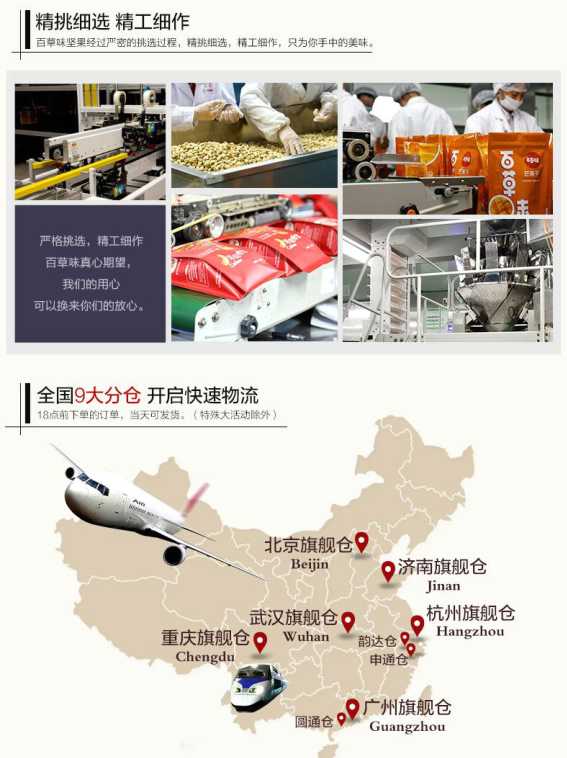 精挑细选 精工细作
百草味坚果经过严密的挑选过程，精挑细选，精工细作，只为你手中的美味。
百草味
严格挑选，精工细作
百草味真心期望，
我们的用心
可以换来你们的放心。
全国9大分仓 开启快速物流
18点前下单的订单，当天可发货。（特殊大活动除外）
北京旗舰仓
Beijin
济南旗舰仓
Jinan
武汉旗舰仓
Wuhan
杭州旗舰仓
Hangzhou
韵达仓
申通仓
重庆旗舰仓
Chengdu
广州旗舰仓
Guangzhou
圆通仓